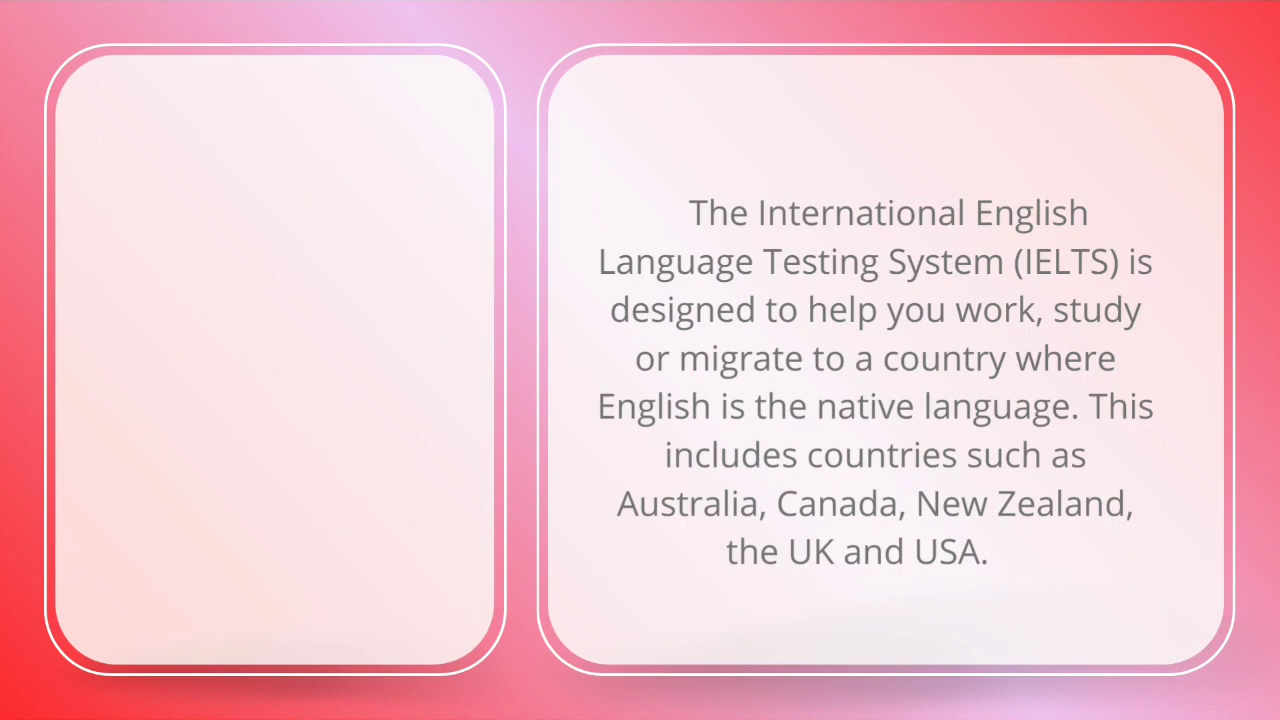 The International English
Language Testing System (IELTS) is
designed to help you work, study
or migrate to a country where
English is the native language. This
includes countries such as
Australia, Canada, New Zealand,
the UK and USA.